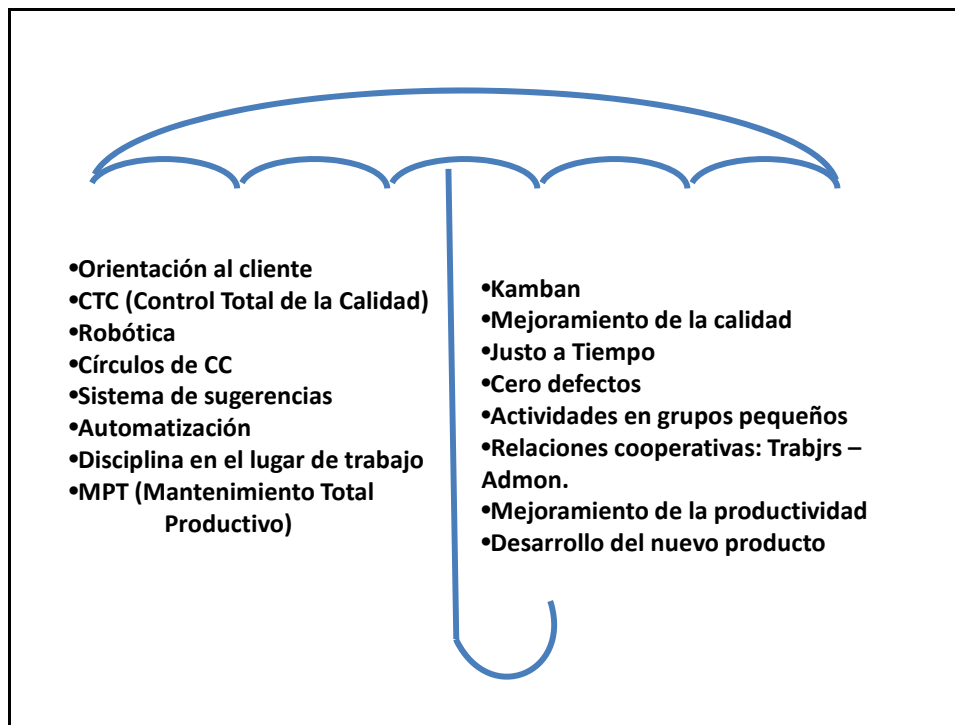 •Orientación al cliente
•CTC (Control Total de la Calidad)
•Robótica
•Círculos de CC
•Sistema de sugerencias
•Automatización
•Disciplina en el lugar de trabajo
•MPT (Mantenimiento Total
Productivo)
•Kamban
•Mejoramiento de la calidad
•Justo a Tiempo
•Cero defectos
•Actividades en grupos pequeños
•Relaciones cooperativas: Trabjrs –
Admon.
•Mejoramiento de la productividad
•Desarrollo del nuevo producto